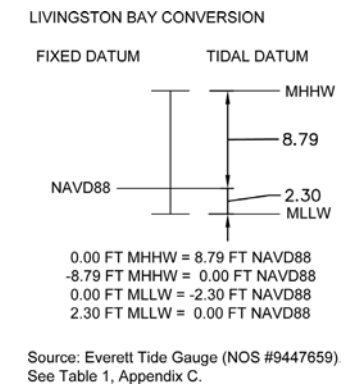 LIVINGSTON BAY CONVERSION
FIXED DATUM TIDAL DATUM
MHHW
8.79
NAVD88
2.30
MLLW
0.00 FT MHHW = 8.79 FT NAVD88
-8.79 FT MHHW = 0.00 FT NAVD88
0.00 FT MLLW = -2.30 FT NAVD88
2.30 FT MLLW = 0.00 FT NAVD88
Source: Everett Tide Gauge (NOS #9447659).
See Table 1, Appendix C.